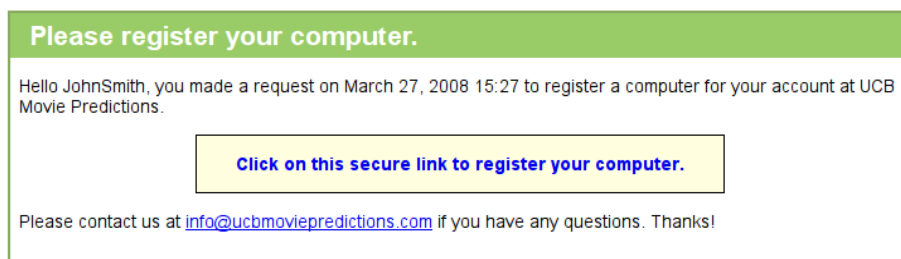 Please register your computer.
Hello JohnSmith, you made a request on March 27, 2008 15:27 to register a computer for your account at UCB
Movie Predictions.
Click on this secure link to register your computer.
Please contact us at info@ucbmoviepredictions.com if you have any questions. Thanks!